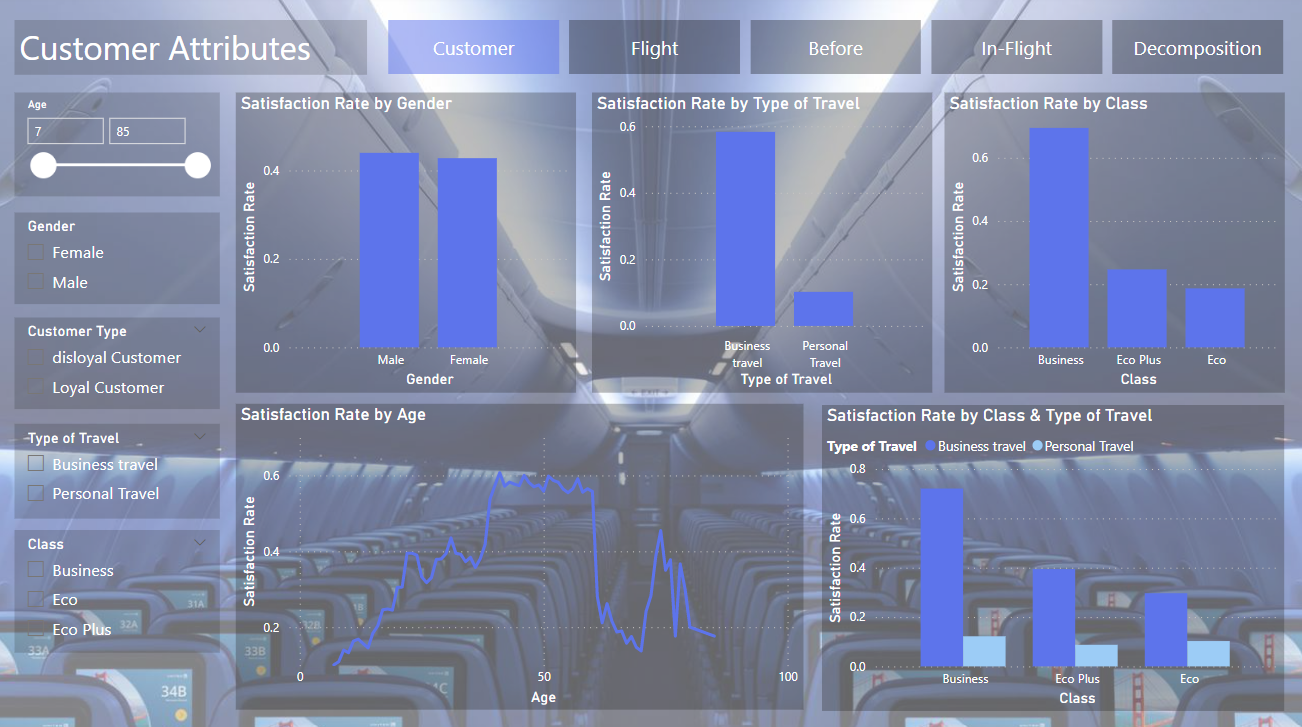 Customer Attributes
Customer
Flight
Before
In-Flight
Decomposition
Age
7
85
Gender
Female
Male
Customer Type
disloyal Customer
Loyal Customer
Type of Travel
Business travel
Personal Travel
Class
Business
Eco
Eco Plus
Satisfaction Rate by Gender
Satisfaction Rate
0.4
0.2
0.0
Male
Female
Gender
Satisfaction Rate by Type of Travel
Satisfaction Rate
0.6
0.4
0.2
0.0
Business
travel
Personal
Travel
Type of Travel
Satisfaction Rate by Class
Satisfaction Rate
0.6
0.4
0.2
0.0
Business
Eco Plus
Eco
Class
Satisfaction Rate by Age
Satisfaction Rate
0.6
0.4
0.2
0
50
100
Age
Satisfaction Rate by Class & Type of Travel
Type of Travel
Business travel
Personal Travel
Satisfaction Rate
0.8
0.6
0.4
0.2
0.0
Business
Eco Plus
Eco
Class
EXIT
31A
32A
33A
33B
34B